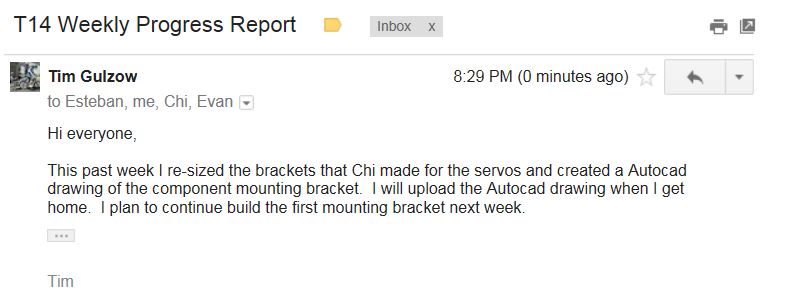 T14 Weekly Progress Report Inbox x
Tim Gulzow 8:29 PM (0 minutes ago)
to Esteban, me, Chi, Evan
Hi everyone,
This past week I re-sized the brackets that Chi made for the servos and created a Autocad
drawing of the component mounting bracket.  I will upload the Autocad drawing when I get
home.  I plan to continue build the first mounting bracket next week.
Tim